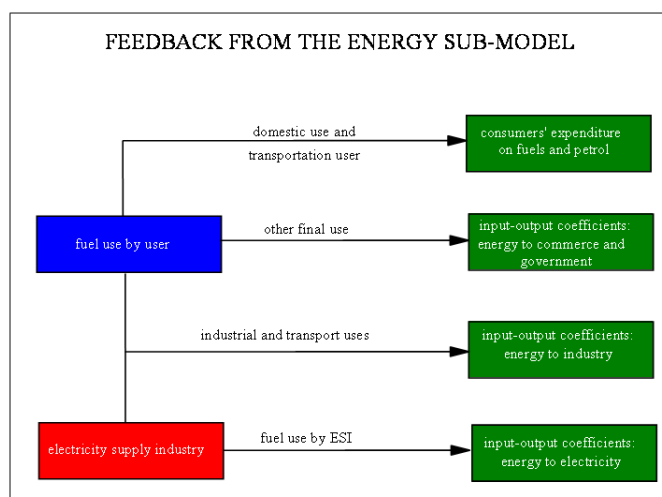 FEEDBACK FROM THE ENERGY SUB-MODEL
domestic use and
transportation user
consumers' expenditure
on fuels and petrol
fuel use by user
other final use
input-output coefficients:
energy to commerce and
government
industrial and transport uses
input-output coefficients:
energy to industry
electricity supply industry
fuel use by ESI
input-output coefficients:
energy to electricity